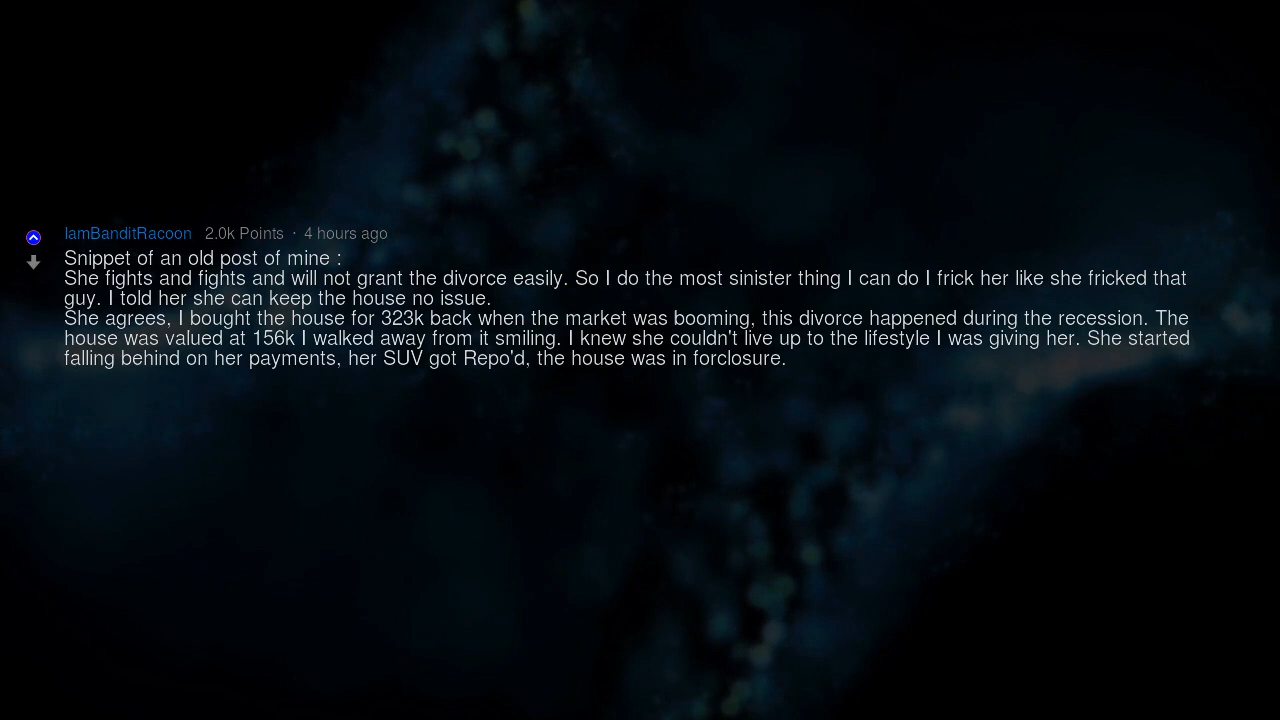 IamBanditRacoon 2.0k Points · 4 hours ago
Snippet of an old post of mine :
She fights and fights and will not grant the divorce easily. So I do the most sinister thing I can do I frick her like she fricked that
guy. I told her she can keep the house no issue.
She agrees, I bought the house for 323k back when the market was booming, this divorce happened during the recession. The
house was valued at 156k I walked away from it smiling. I knew she couldn't live up to the lifestyle I was giving her. She started
falling behind on her payments, her SUV got Repo'd, the house was in forclosure.